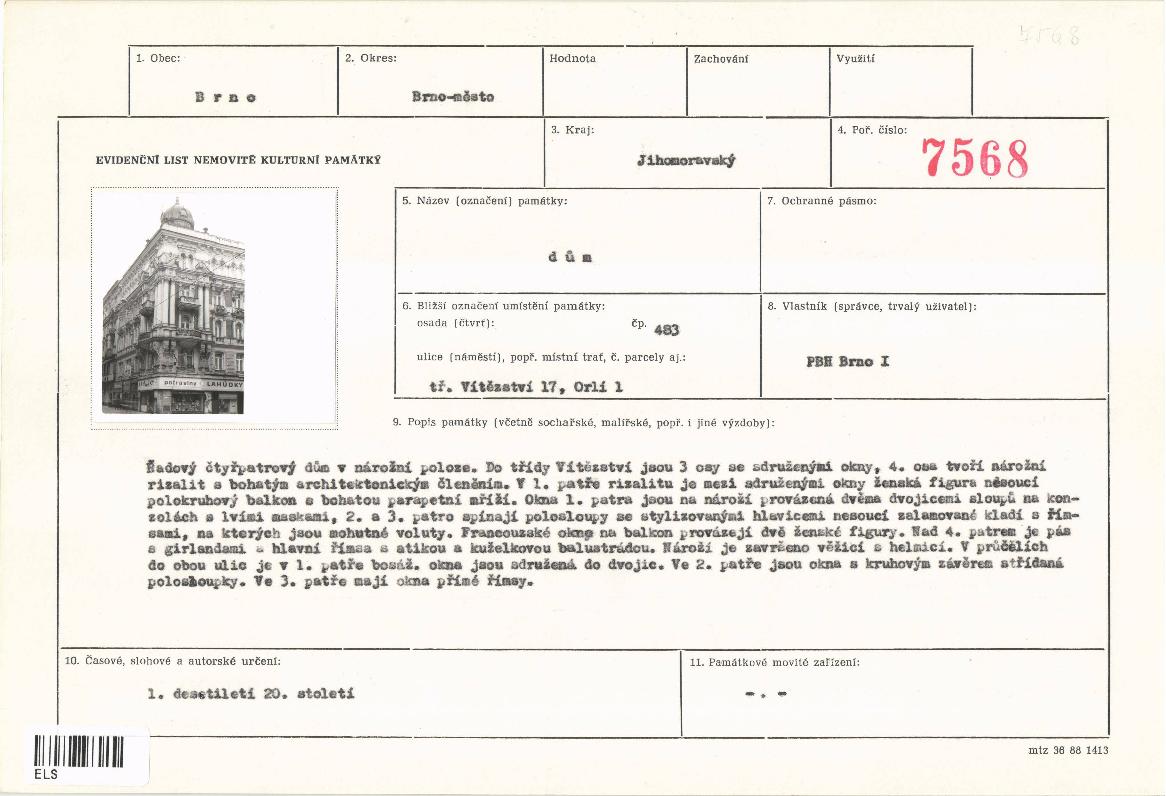 7568
1. Obec:
Brno
2. Okres:
Brno-město
Hodnota
Zachování
Využití
EVIDENČNÍ LIST NEMOVITÉ KULTURNÍ PAMÁTKY
3. Kraj:
Jihomoravský
4. Poř. číslo:
7568
potraviny LAHŮDKY
5. Název (označení) památky:
dům
7. Ochranné pásmo:
6. Bližší označení umístění památky:
osada (čtvrť):
čp. 483
ulice (náměstí), popř. místní trať, č. parcely aj.:
tř. Vítězství 17, Orlí 1
8. Vlastník (správce, trvalý uživatel):
PBH Brno I
9. Popis památky (včetně sochařské, malířské, popř. i jiné výzdoby):
Řadový čtyřpatrový dům v nárožní poloze. Do třídy Vítězství jsou 3 osy se sdruženými okny, 4. osa tvoří nárožní
rizalit s bohatým architektonickým členěním. V 1. patře rizalitu je mezi sdruženými okny ženská figura nesoucí
polokruhový balkon s bohatou parapetní mříží. Okna 1. patra jsou na nároží provázená dvěma dvojicemi sloupů na kon-
zolách s lvími maskami, 2. a 3. patro spínají polosloupy se stylizovanými hlavicemi nesoucí zalamované kladí s řím-
sami, na kterých jsou mohutné voluty. Francouzské okno na balkon provázejí dvě ženské figury. Nad 4. patrem je pás
s girlandami a hlavní římsa s atikou a kuželkovou balustrádou. Nároží je završeno věžicí s helmicí. V průčelích
do obou ulic je v 1. patře bosáž. okna jsou sdružená do dvojic. Ve 2. patře jsou okna s kruhovým závěrem střídaná
polosloupky. Ve 3. patře mají okna přímé římsy.
10. Časové, slohové a autorské určení:
1. desetiletí 20. století
11. Památkové movité zařízení:
-.-
ELS
mtz 36 88 1413